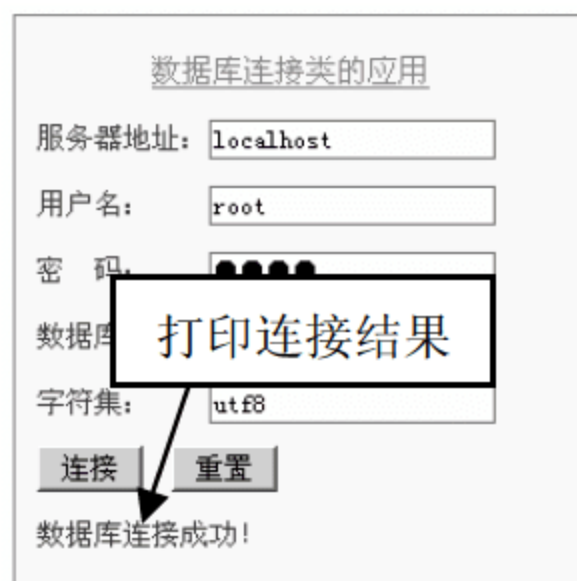 数据库连接类的应用
服务器地址: localhost
用户名: root
密 码:
打印连接结果
数据库
字符集: utf8
连接 重置
数据库连接成功!